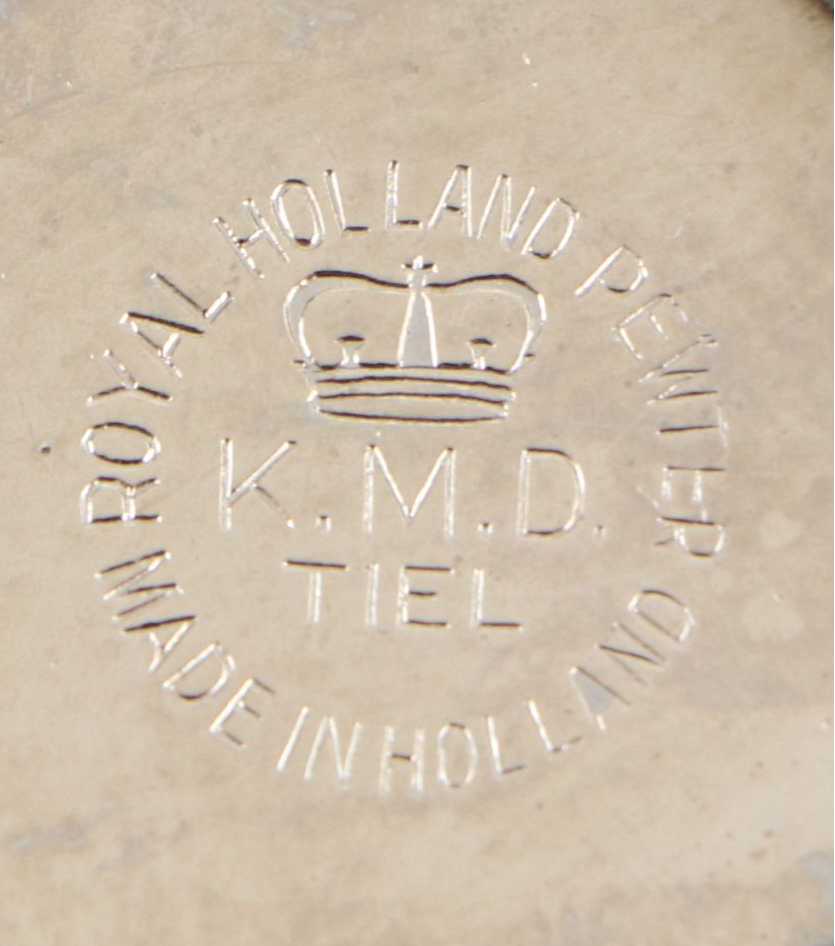 ROYAL HOLLAND PEWTER
K.M.D.
TIEL
MADE IN HOLLAND